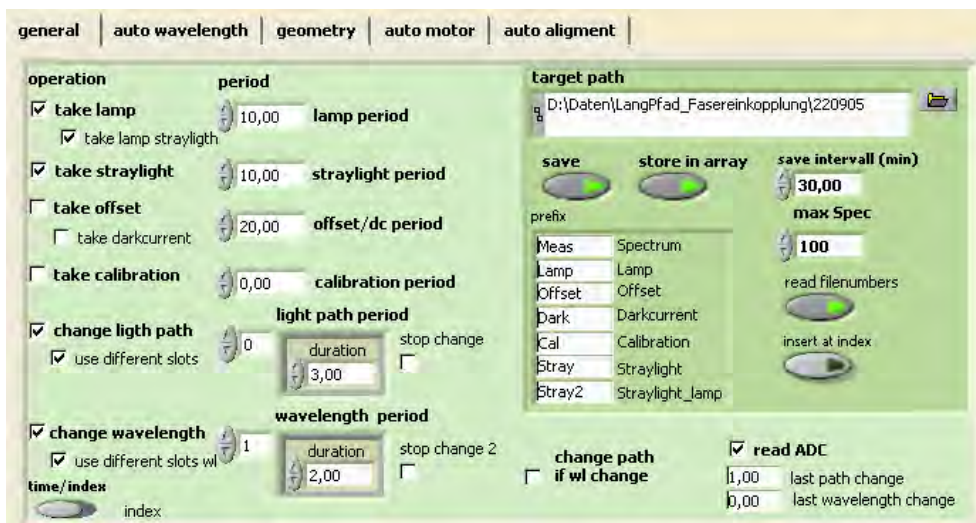 general auto wavelength geometry auto motor auto aligment
operation period
take lamp 10,00 lamp period
take lamp strayligth
take straylight 10,00 straylight period
take offset 20,00 offset/dc period
take darkcurrent
take calibration 0,00 calibration period
light path period
change ligth path 0 duration stop change
use different slots 3,00
wavelength period
change wavelength 1 duration stop change 2
use different slots wl 2,00
time/index
index
target path
D:\Daten\LangPfad_Fasereinkopplung\220905
save store in array save intervall (min)
30,00
prefix max Spec
Meas Spectrum 100
Lamp Lamp
Offset Offset read filenumbers
Dark Darkcurrent
Cal Calibration insert at index
Stray Straylight
Stray2 Straylight_lamp
change path
if wl change
read ADC
1,00 last path change
0,00 last wavelength change